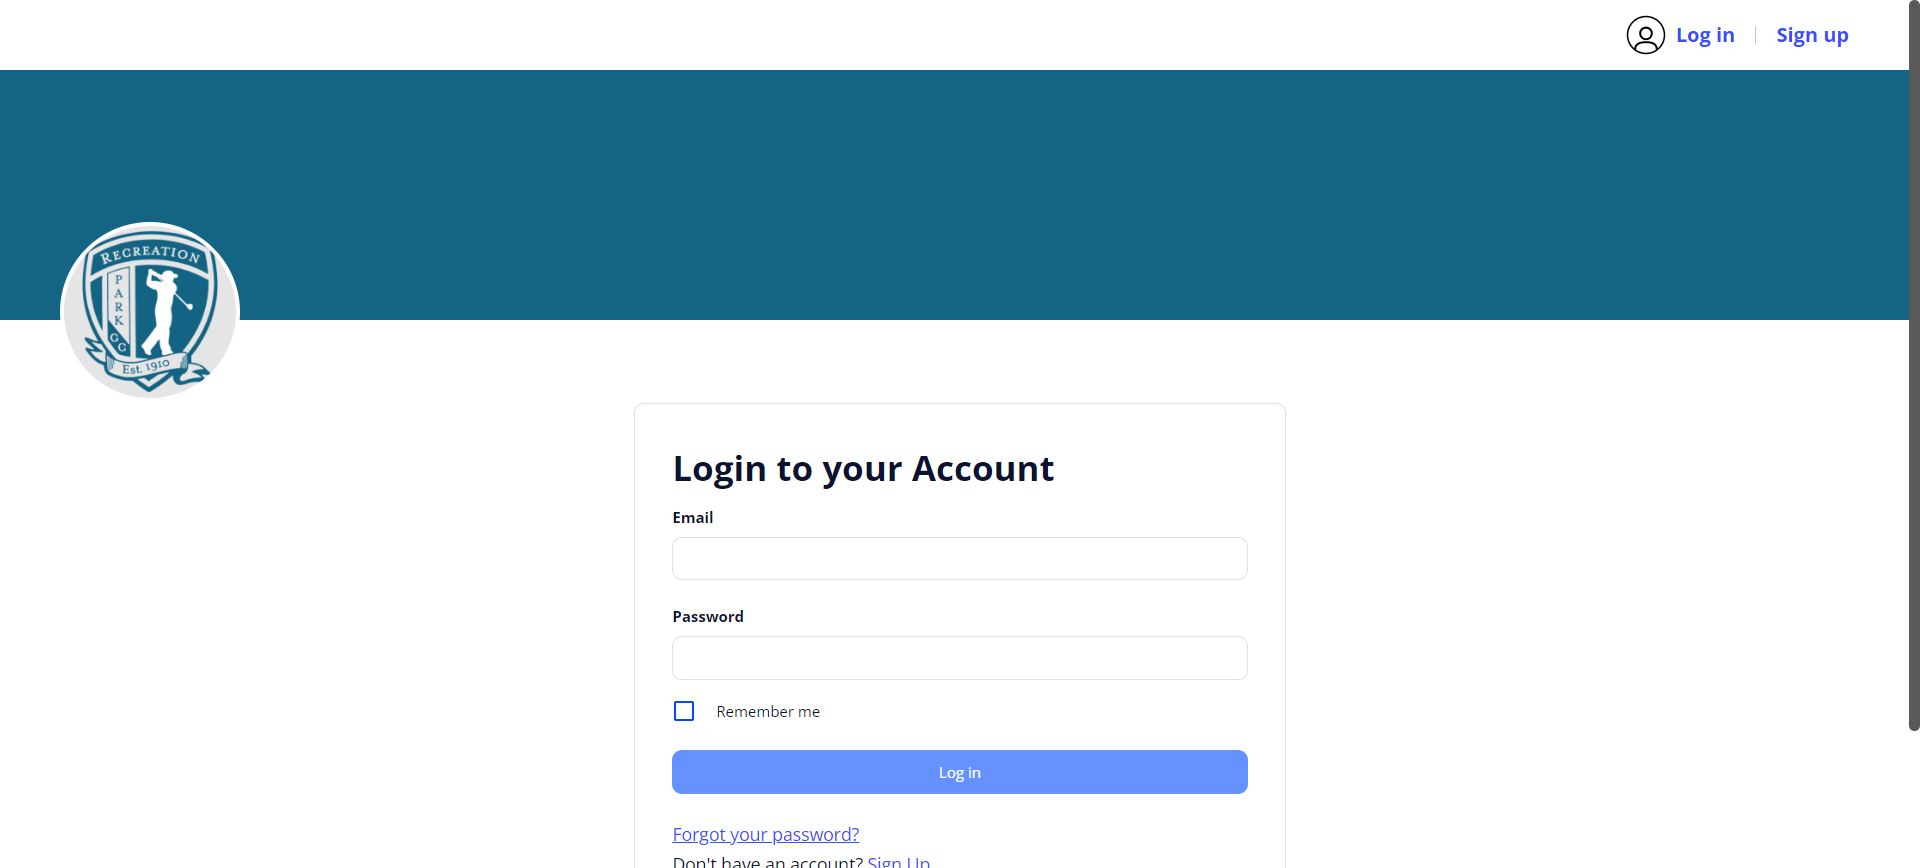 Log in
Sign up
RECREATION
PARK GC
Est. 1910
Login to your Account
Email
Password
Remember me
Log in
Forgot your password?
Don't have an account? Sign Up